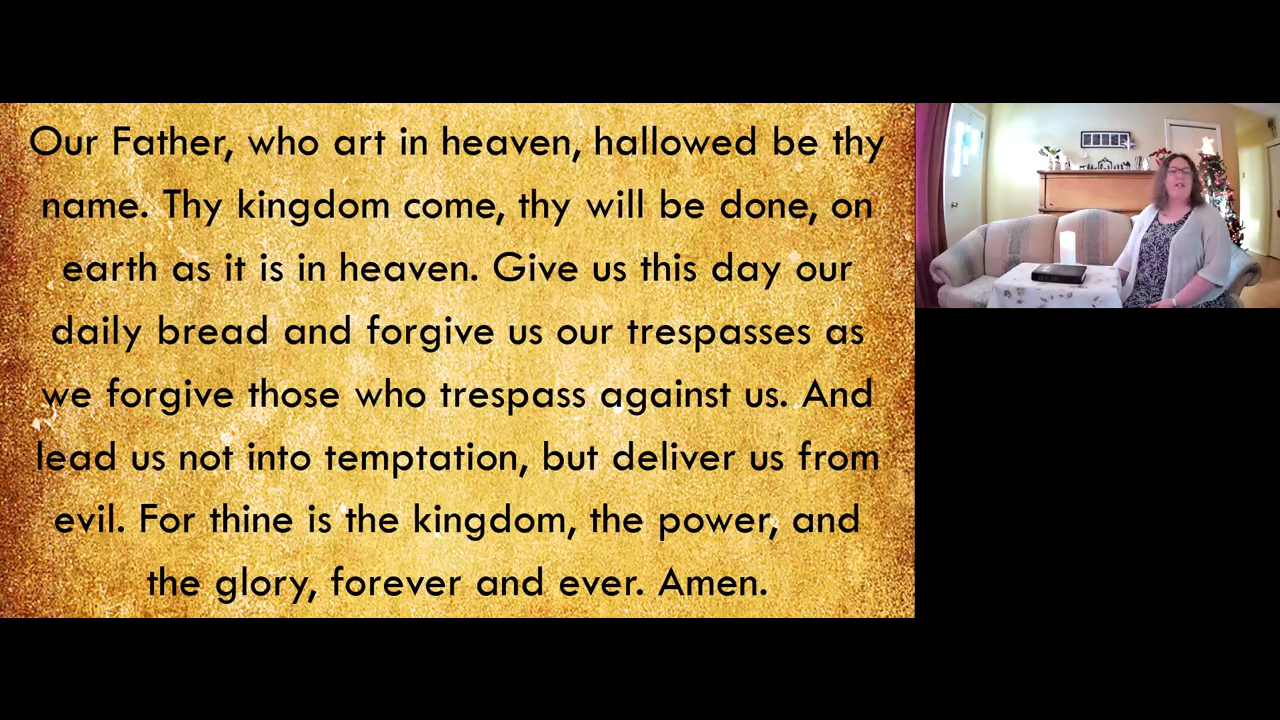 Our Father, who art in heaven, hallowed be thy
name. Thy kingdom come, thy will be done, on
earth as it is in heaven. Give us this day our
daily bread and forgive us our trespasses as
we forgive those who trespass against us. And
lead us not into temptation, but deliver us from
evil. For thine is the kingdom, the power, and
the glory, forever and ever. Amen.